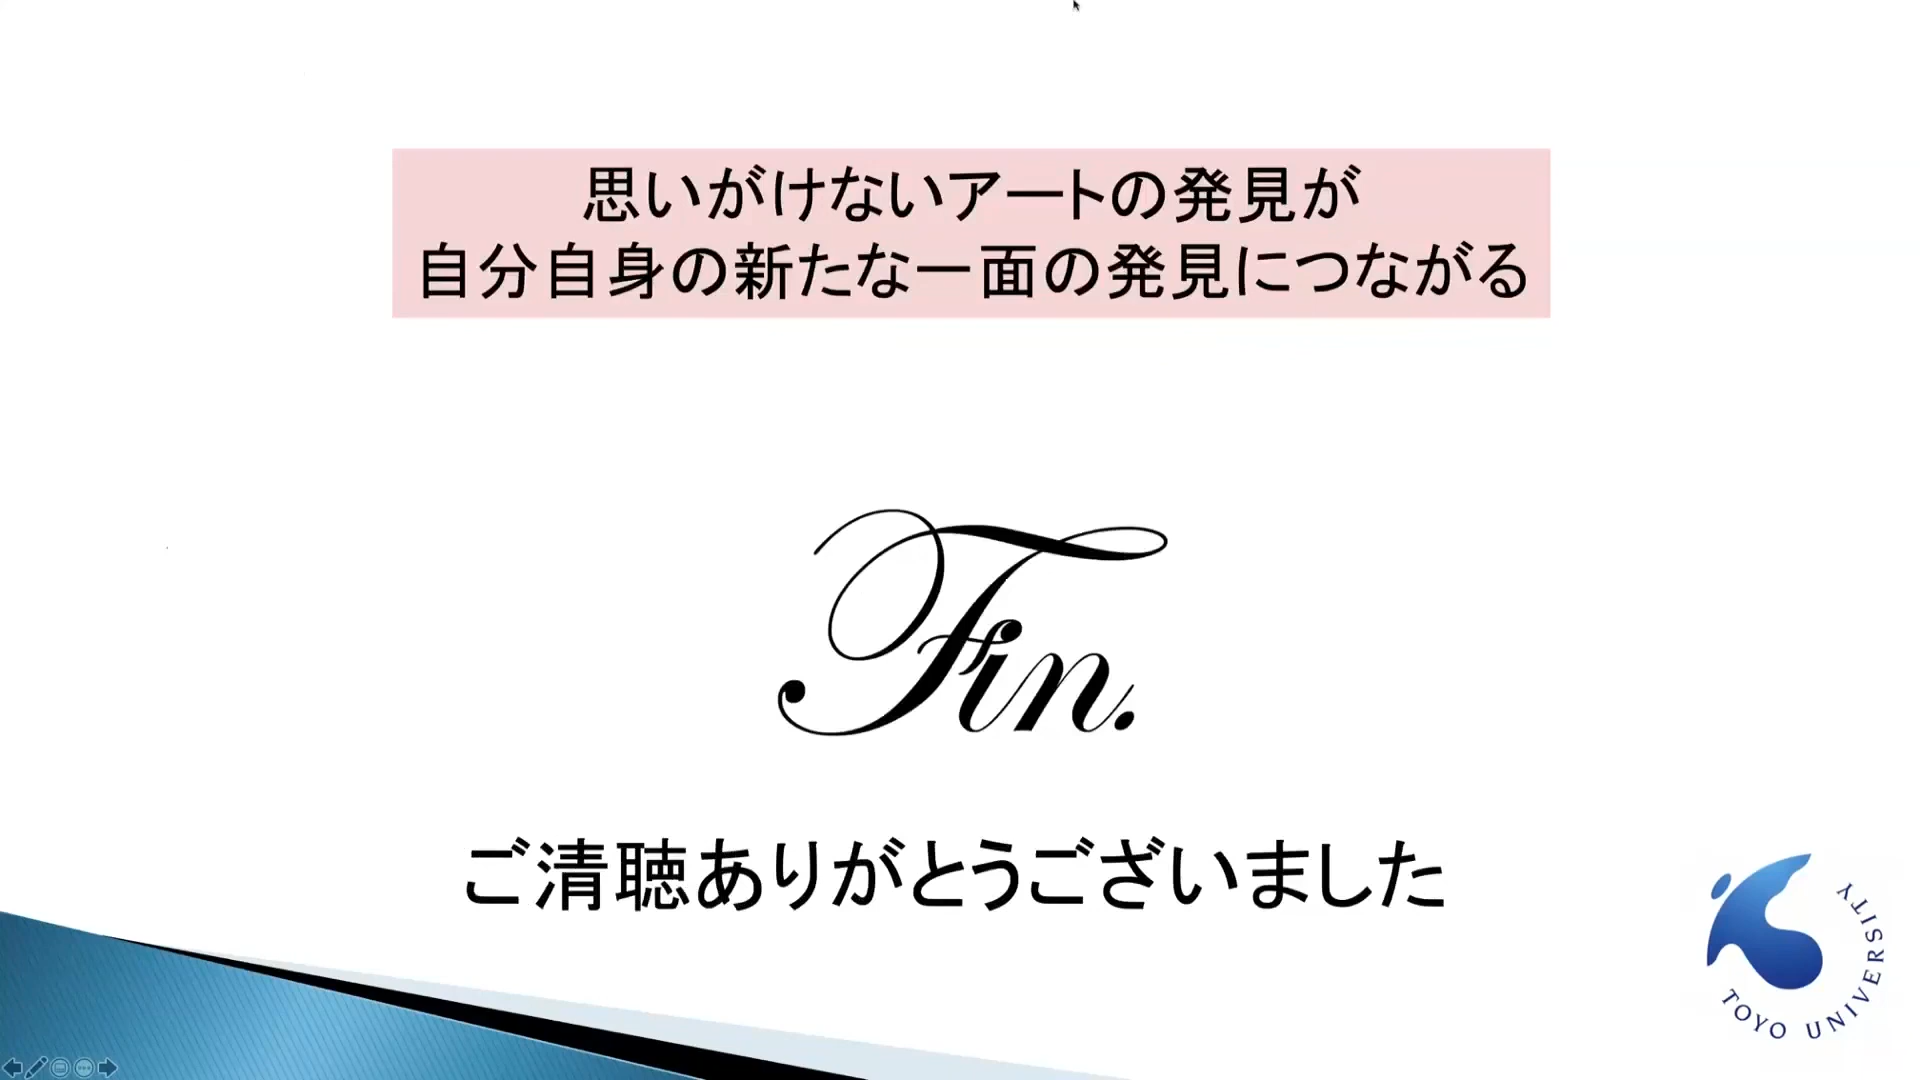 思いがけないアートの発見が
自分自身の新たな一面の発見につながる
Fin.
ご清聴ありがとうございました
TOYO UNIVERSITY